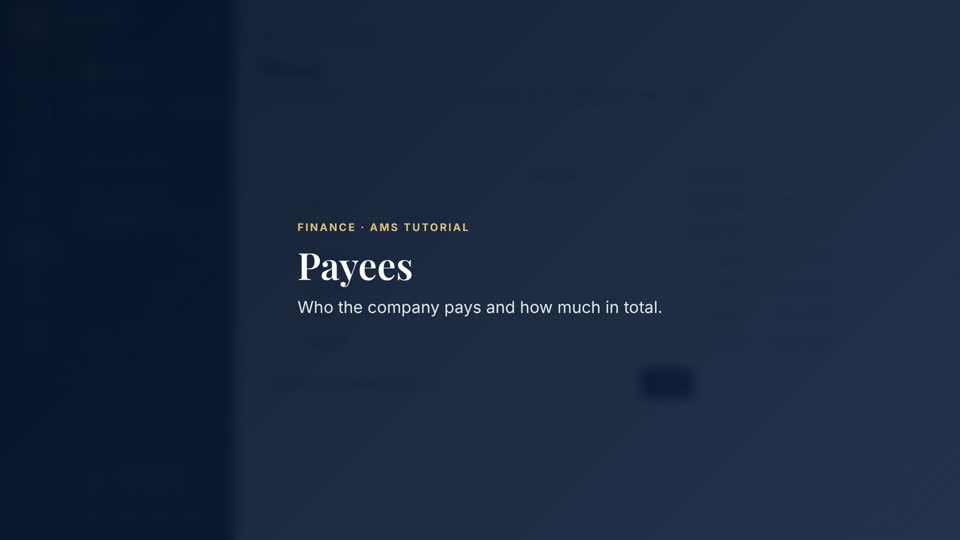 FINANCE · AMS TUTORIAL
Payees
Who the company pays and how much in total.